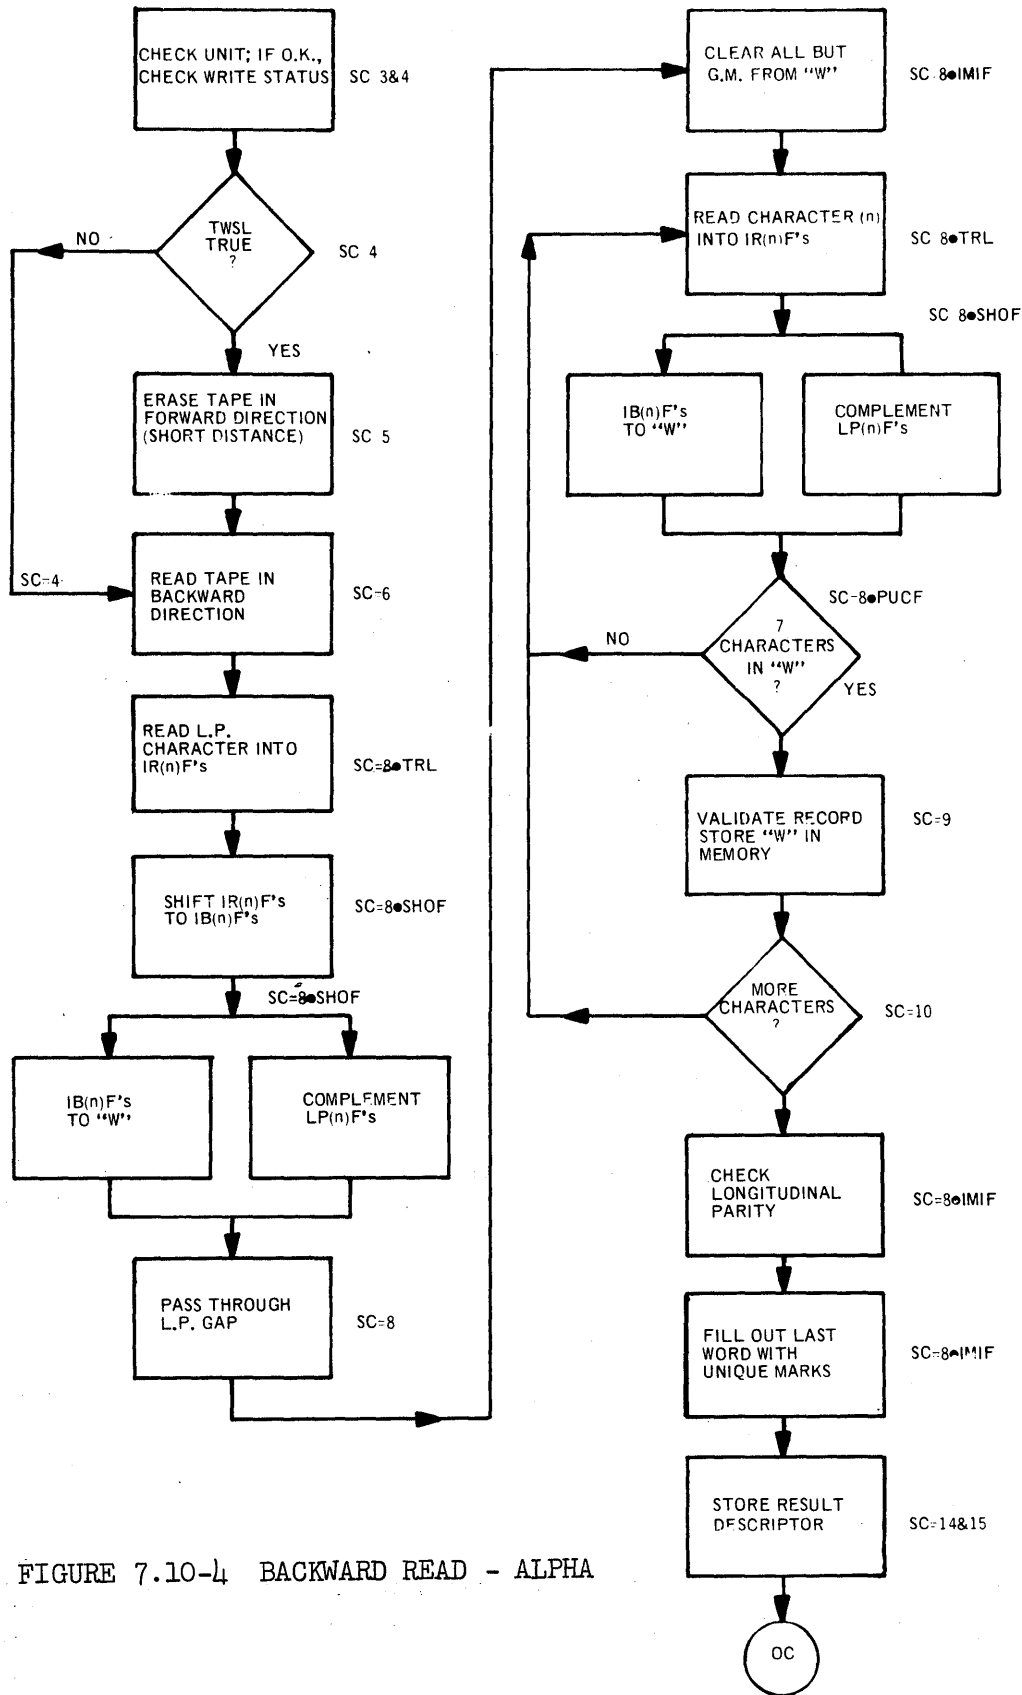 CHECK UNIT; IF O.K.,
CHECK WRITE STATUS
SC 3&4
TWSL
TRUE
?
NO
SC 4
YES
ERASE TAPE IN
FORWARD DIRECTION
(SHORT DISTANCE)
SC 5
SC=4
READ TAPE IN
BACKWARD
DIRECTION
SC=6
READ L.P.
CHARACTER INTO
IR(n)F's
SC=8●TRL
SHIFT IR(n)F's
TO IB(n)F's
SC=8●SHOF
SC=8●SHOF
IB(n)F's
TO "W"
COMPLEMENT
LP(n)F's
PASS THROUGH
L.P. GAP
SC=8
CLEAR ALL BUT
G.M. FROM "W"
SC 8●IMIF
READ CHARACTER (n)
INTO IR(n)F's
SC 8●TRL
SC 8●SHOF
IB(n)F's
TO "W"
COMPLEMENT
LP(n)F's
SC=8●PUCF
7
CHARACTERS
IN "W"
?
NO
YES
VALIDATE RECORD
STORE "W" IN
MEMORY
SC=9
MORE
CHARACTERS
?
SC=10
CHECK
LONGITUDINAL
PARITY
SC=8●IMIF
FILL OUT LAST
WORD WITH
UNIQUE MARKS
SC=8●IMIF
STORE RESULT
DESCRIPTOR
SC=14&15
OC
FIGURE 7.10-4 BACKWARD READ - ALPHA